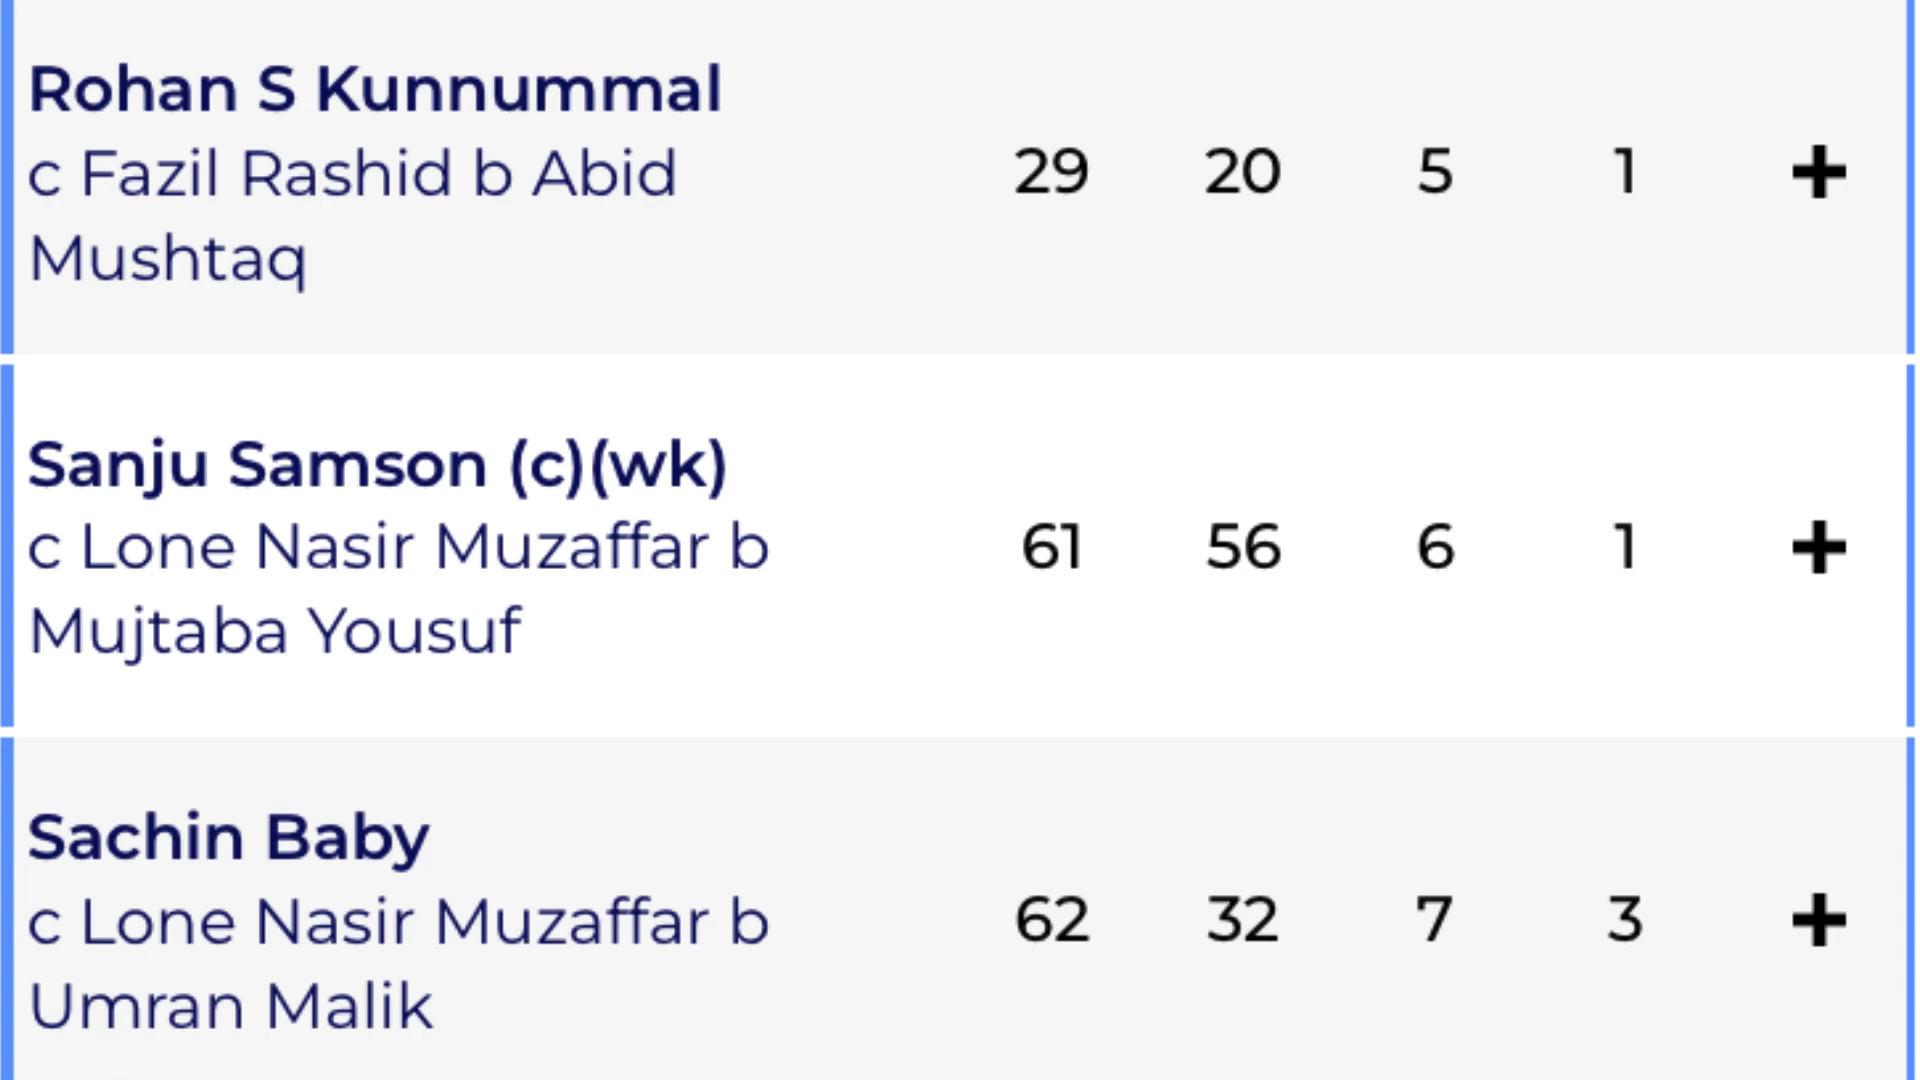 Rohan S Kunnummal
c Fazil Rashid b Abid
Mushtaq
29 20 5 1 +
Sanju Samson (c)(wk)
c Lone Nasir Muzaffar b
Mujtaba Yousuf
61 56 6 1 +
Sachin Baby
c Lone Nasir Muzaffar b
Umran Malik
62 32 7 3 +